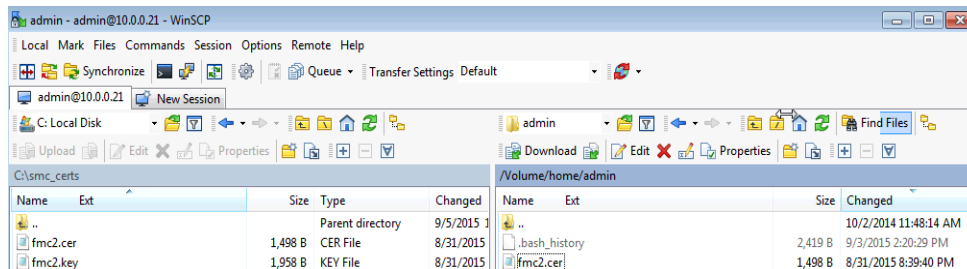 admin - admin@10.0.0.21 - WinSCP
Local Mark Files Commands Session Options Remote Help
Synchronize Queue Transfer Settings Default
admin@10.0.0.21 New Session
C: Local Disk admin Find Files
Upload Edit Properties Download Edit Properties
C:\smc_certs /Volume/home/admin
Name Ext Size Type Changed Name Ext Size Changed
.. Parent directory 9/5/2015 1 .. 10/2/2014 11:48:14 AM
fmc2.cer 1,498 B CER File 8/31/2015 .bash_history 2,419 B 9/3/2015 2:20:29 PM
fmc2.key 1,958 B KEY File 8/31/2015 fmc2.cer 1,498 B 8/31/2015 8:39:40 PM